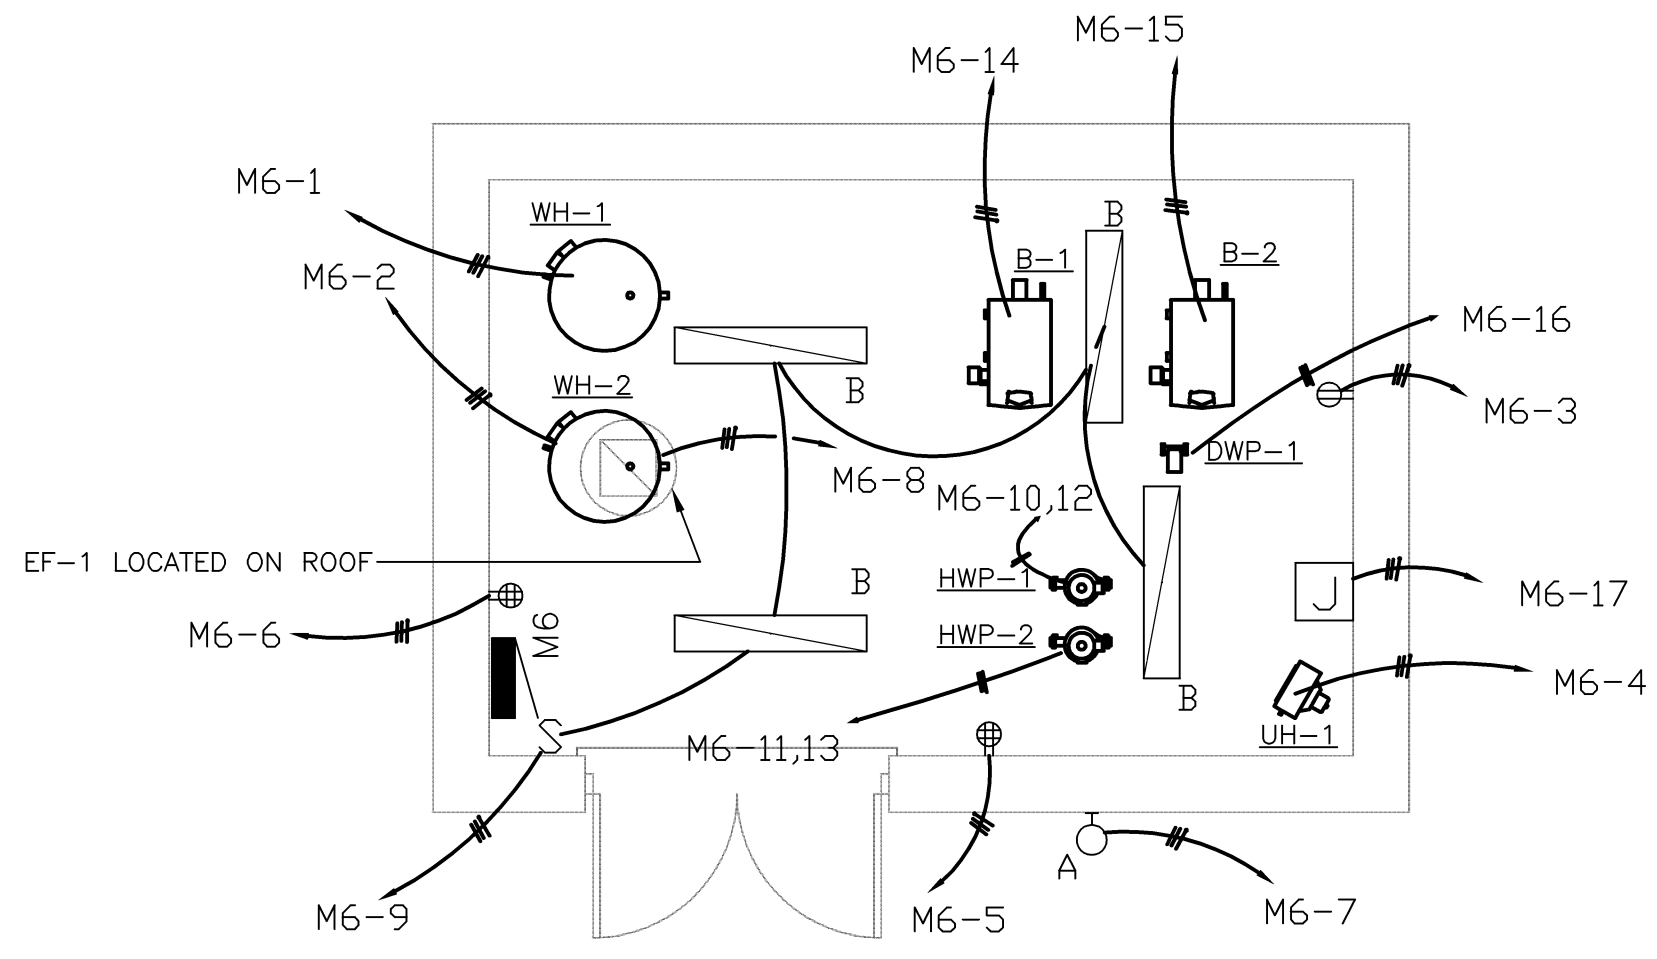 M6-15
M6-14
M6-1
WH-1
B
B-1
B-2
M6-2
M6-16
WH-2
B
M6-3
DWP-1
M6-8
M6-10,12
EF-1 LOCATED ON ROOF
HWP-1
B
J
M6-17
M6-6
M6
HWP-2
B
M6-4
UH-1
M6-11,13
A
M6-9
M6-5
M6-7